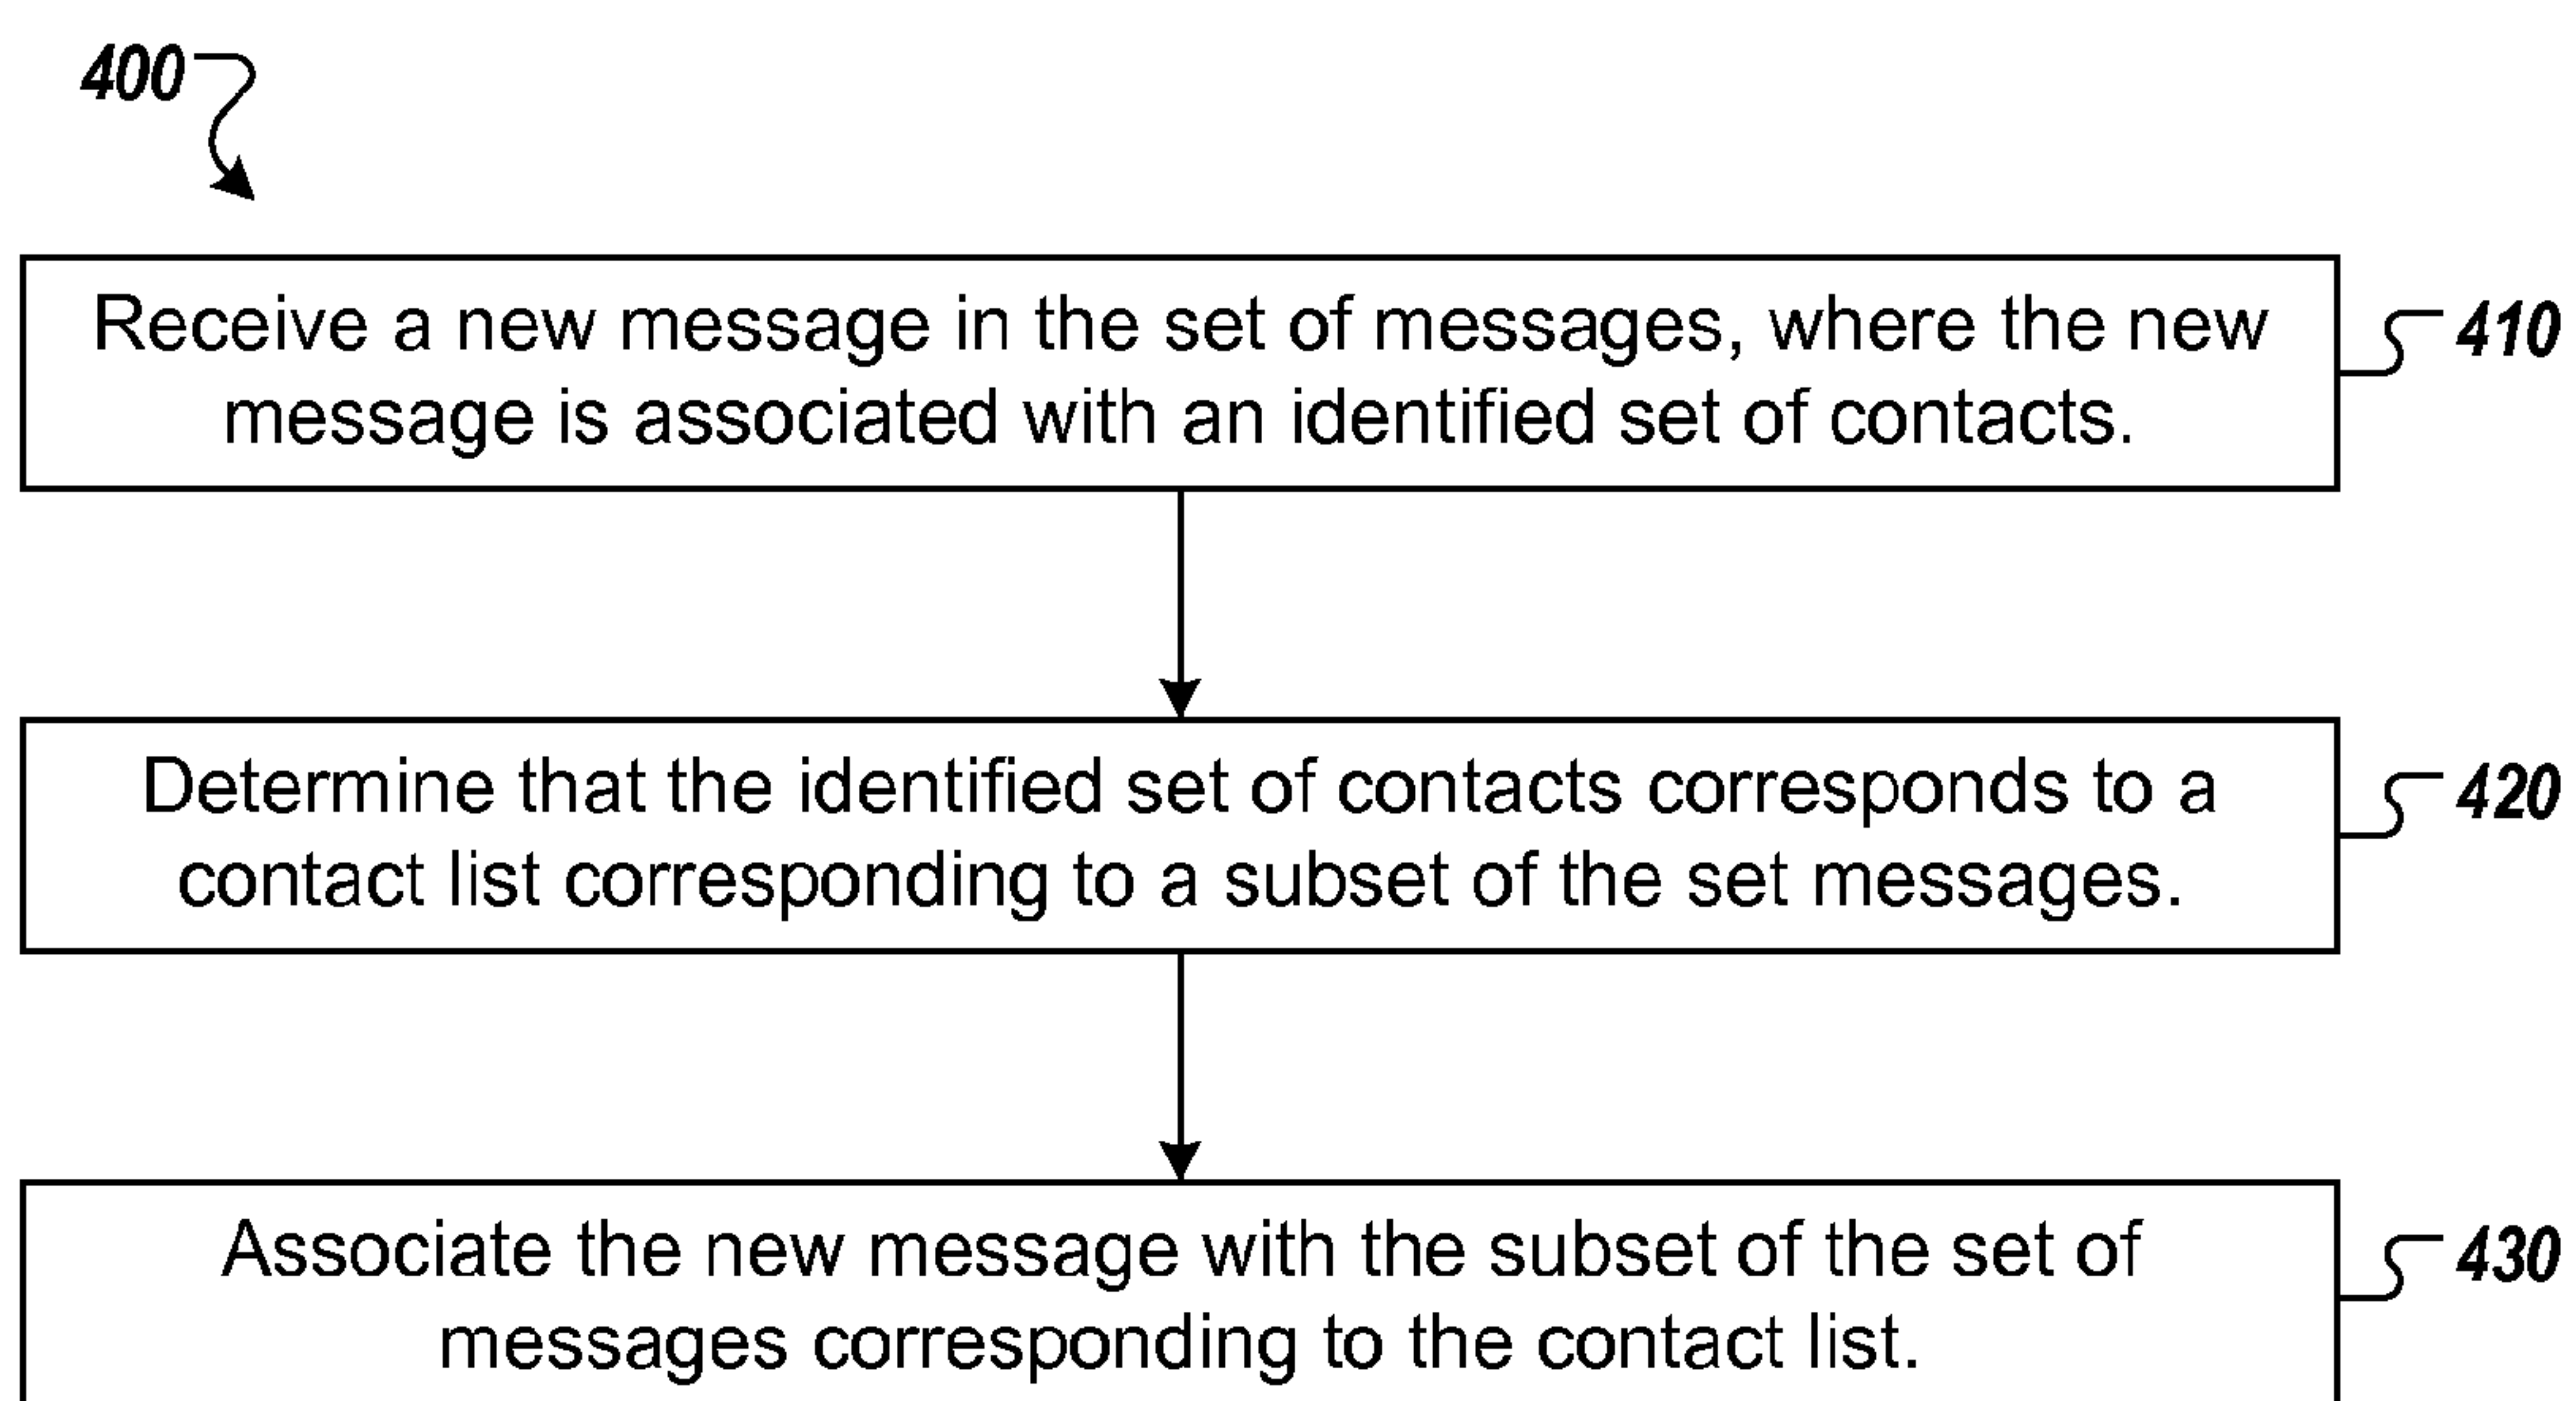 400
Receive a new message in the set of messages, where the new
message is associated with an identified set of contacts.
410
Determine that the identified set of contacts corresponds to a
contact list corresponding to a subset of the set messages.
420
Associate the new message with the subset of the set of
messages corresponding to the contact list.
430